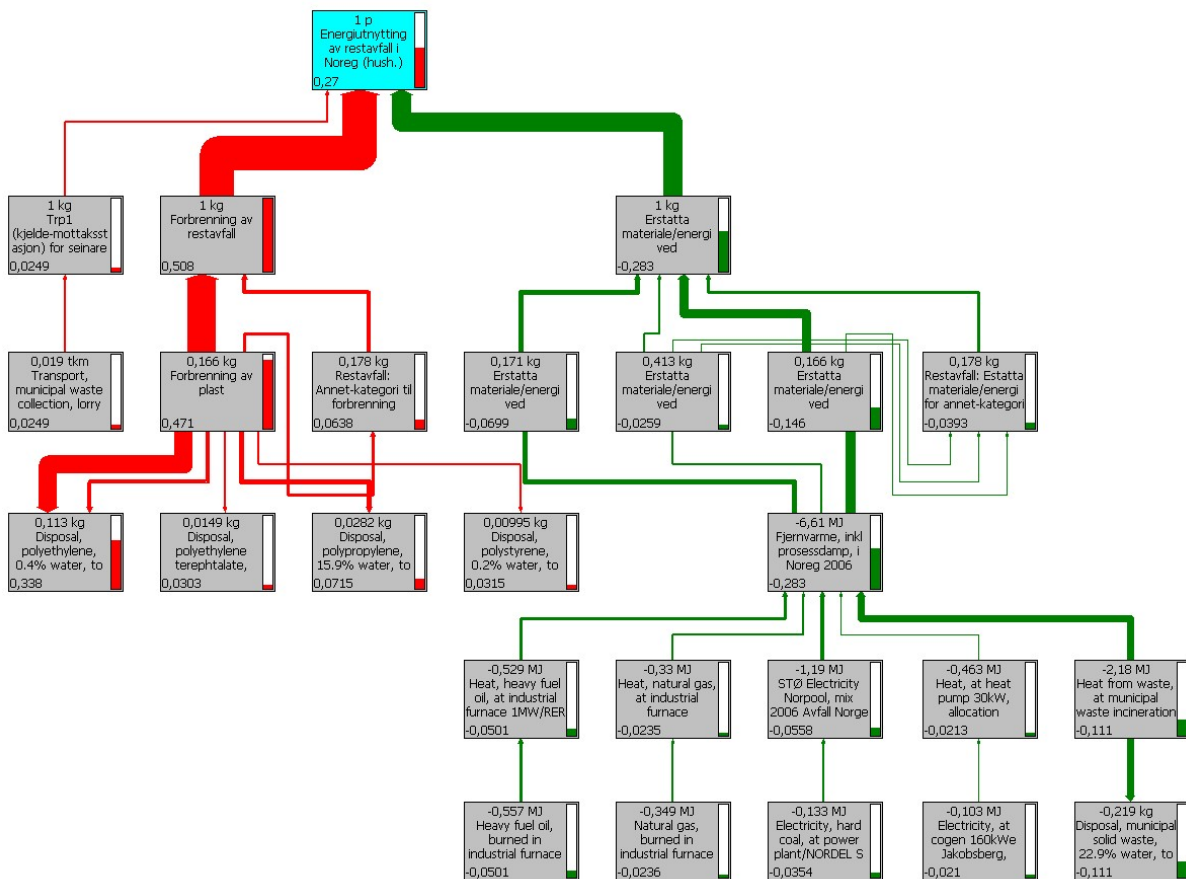 1 p
Energiutnytting
av restavfall i
Noreg (hush.)
0,27
1 kg
Trp1
(kjelde-mottaksst
asjon) for seinare
0,0249
1 kg
Forbrenning av
restavfall
0,508
1 kg
Erstatta
materiale/energi
ved
-0,283
0,019 tkm
Transport,
municipal waste
collection, lorry
0,0249
0,166 kg
Forbrenning av
plast
0,471
0,178 kg
Restavfall:
Annet-kategori til
forbrenning
0,0638
0,171 kg
Erstatta
materiale/energi
ved
-0,0699
0,413 kg
Erstatta
materiale/energi
ved
-0,0259
0,166 kg
Erstatta
materiale/energi
ved
-0,146
0,178 kg
Restavfall: Estatta
materiale/energi
for annet-kategori
-0,0393
0,113 kg
Disposal,
polyethylene,
0.4% water, to
0,338
0,0149 kg
Disposal,
polyethylene
terephtalate,
0,0303
0,0282 kg
Disposal,
polypropylene,
15.9% water, to
0,0715
0,00995 kg
Disposal,
polystyrene,
0.2% water, to
0,0315
-6,61 MJ
Fjernvarme, inkl
prosessdamp, i
Noreg 2006
-0,283
-0,529 MJ
Heat, heavy fuel
oil, at industrial
furnace 1MW/RER
-0,0501
-0,33 MJ
Heat, natural gas,
at industrial
furnace
-0,0235
-1,19 MJ
STØ Electricity
Norpool, mix
2006 Avfall Norge
-0,0558
-0,463 MJ
Heat, at heat
pump 30kW,
allocation
-0,0213
-2,18 MJ
Heat from waste,
at municipal
waste incineration
-0,111
-0,557 MJ
Heavy fuel oil,
burned in
industrial furnace
-0,0501
-0,349 MJ
Natural gas,
burned in
industrial furnace
-0,0236
-0,133 MJ
Electricity, hard
coal, at power
plant/NORDEL S
-0,0354
-0,103 MJ
Electricity, at
cogen 160kWe
Jakobsberg,
-0,021
-0,219 kg
Disposal, municipal
solid waste,
22.9% water, to
-0,111